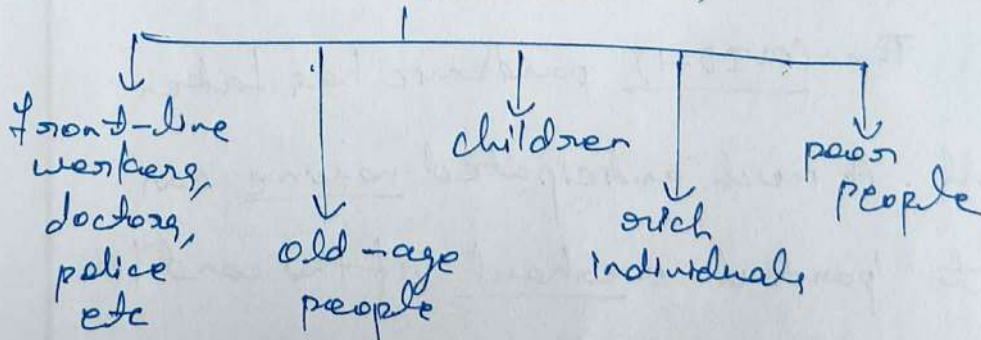 front-line
workers,
doctors,
police
etc
old-age
people
children
rich
individuals
poor
people